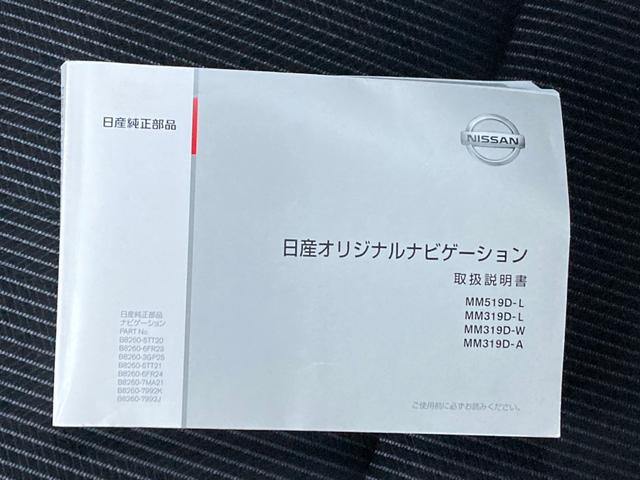 日産純正部品
NISSAN
日産オリジナルナビゲーション
取扱説明書
MM519D-L
MM319D-L
MM319D-W
MM319D-A
日産純正部品
ナビゲーション
PART No.
B8260-6TT20
B8260-6FR23
B8260-3GF25
B8260-6TT21
B8260-6FR24
B8260-7MA21
B8260-7992K
B8260-7992J
ご使用前に必ずお読みください。